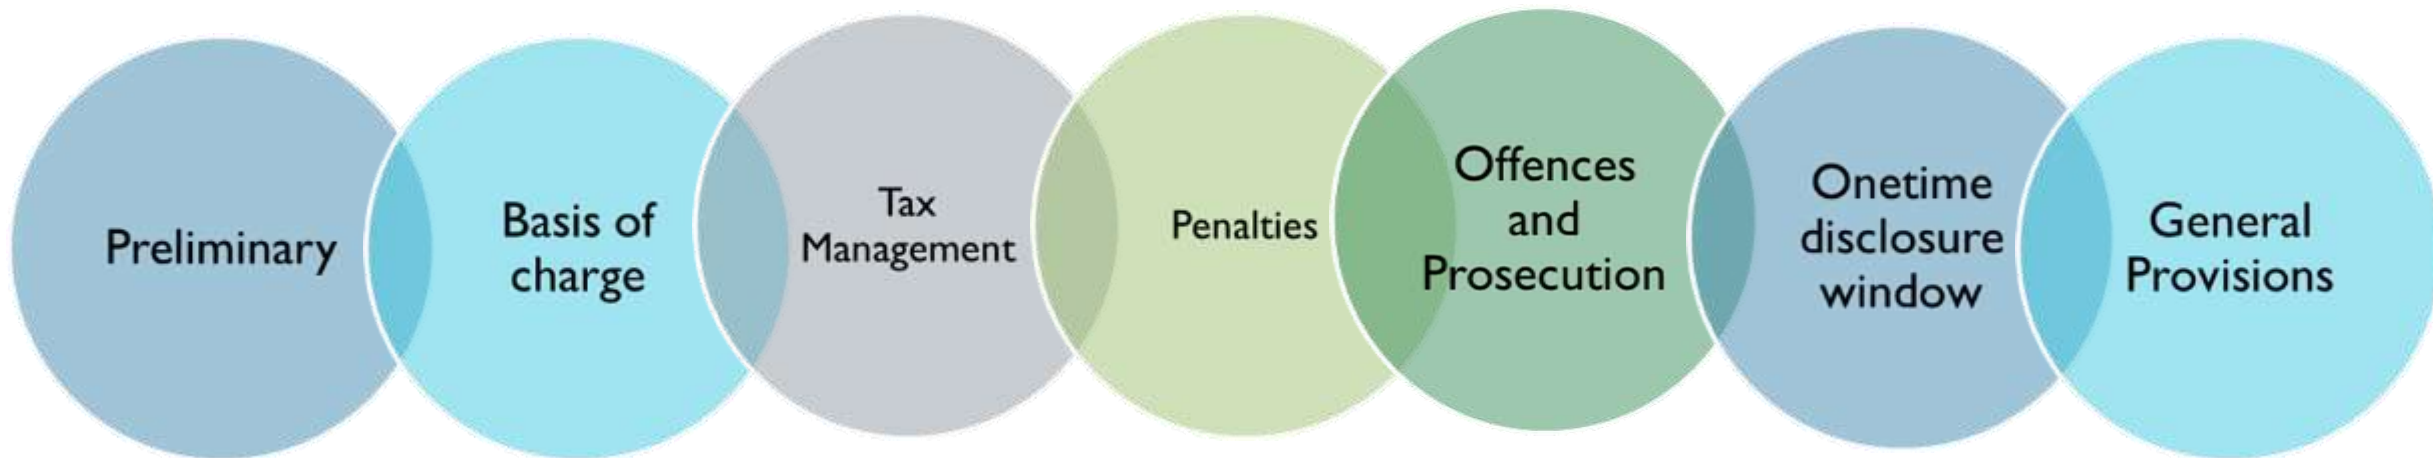 Preliminary
Basis of
charge
Tax
Management
Penalties
Offences
and
Prosecution
Onetime
disclosure
window
General
Provisions